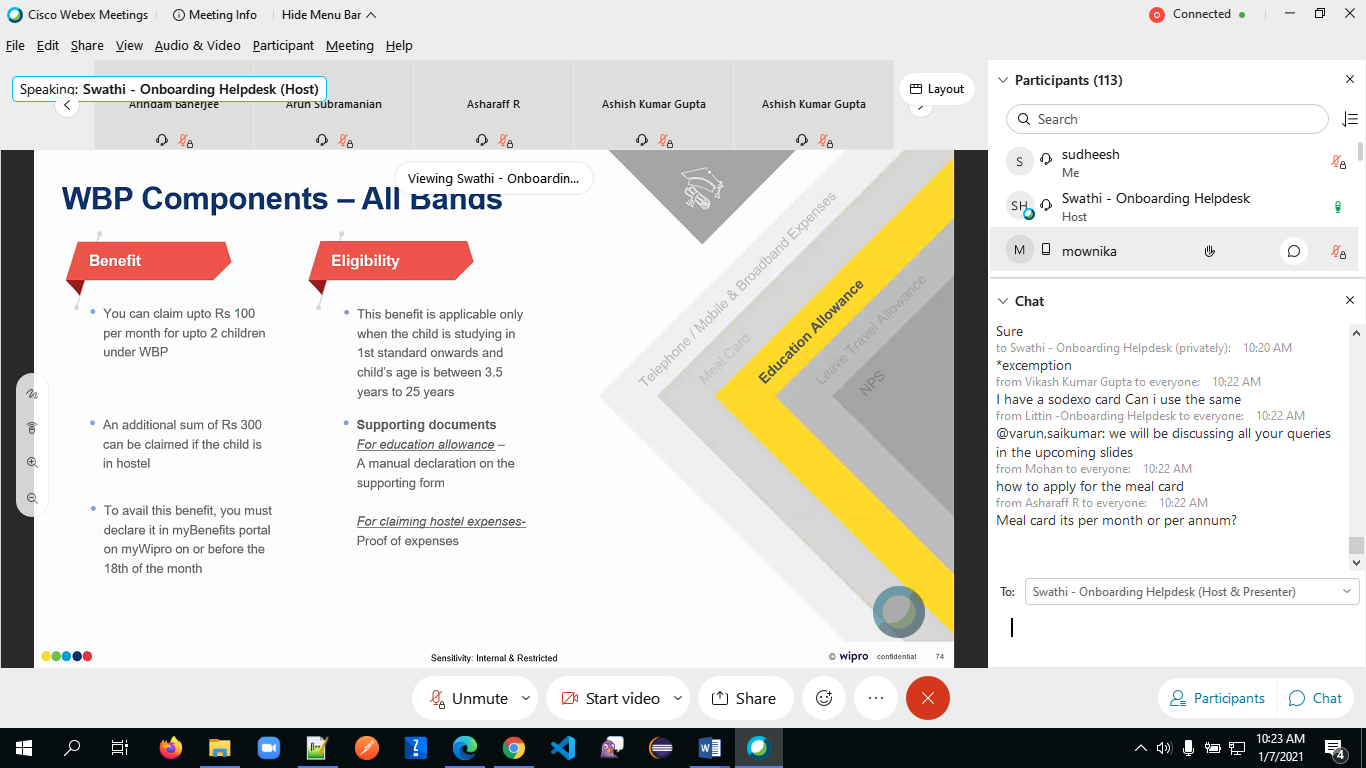 Cisco Webex Meetings
Meeting Info
Hide Menu Bar
Connected
File Edit Share View Audio & Video Participant Meeting Help
Speaking: Swathi - Onboarding Helpdesk (Host)
Arindam Banerjee
Arun Subramanian
Asharaff R
Ashish Kumar Gupta
Ashish Kumar Gupta
Layout
Viewing Swathi - Onboardin...
WBP Components – All Bands
Benefit
You can claim upto Rs 100
per month for upto 2 children
under WBP
An additional sum of Rs 300
can be claimed if the child is
in hostel
To avail this benefit, you must
declare it in myBenefits portal
on myWipro on or before the
18th of the month
Eligibility
This benefit is applicable only
when the child is studying in
1st standard onwards and
child's age is between 3.5
years to 25 years
Supporting documents
For education allowance –
A manual declaration on the
supporting form
For claiming hostel expenses-
Proof of expenses
Telephone / Mobile & Broadband Expenses
Meal Card
Education Allowance
Leave Travel Allowance
NPS
Sensitivity: Internal & Restricted
© wipro confidential 74
Participants (113)
Search
S
sudheesh
Me
SH
Swathi - Onboarding Helpdesk
Host
M
mownika
Chat
Sure
to Swathi - Onboarding Helpdesk (privately): 10:20 AM
*excemption
from Vikash Kumar Gupta to everyone: 10:22 AM
I have a sodexo card Can i use the same
from Littin -Onboarding Helpdesk to everyone: 10:22 AM
@varun,saikumar: we will be discussing all your queries
in the upcoming slides
from Mohan to everyone: 10:22 AM
how to apply for the meal card
from Asharaff R to everyone: 10:22 AM
Meal card its per month or per annum?
To: Swathi - Onboarding Helpdesk (Host & Presenter)
Unmute
Start video
Share
Participants
Chat
10:23 AM
1/7/2021
4